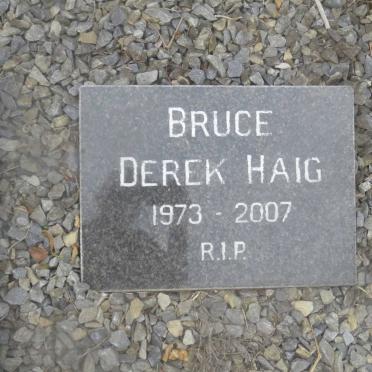 BRUCE
DEREK HAIG
1973 - 2007
R.I.P.